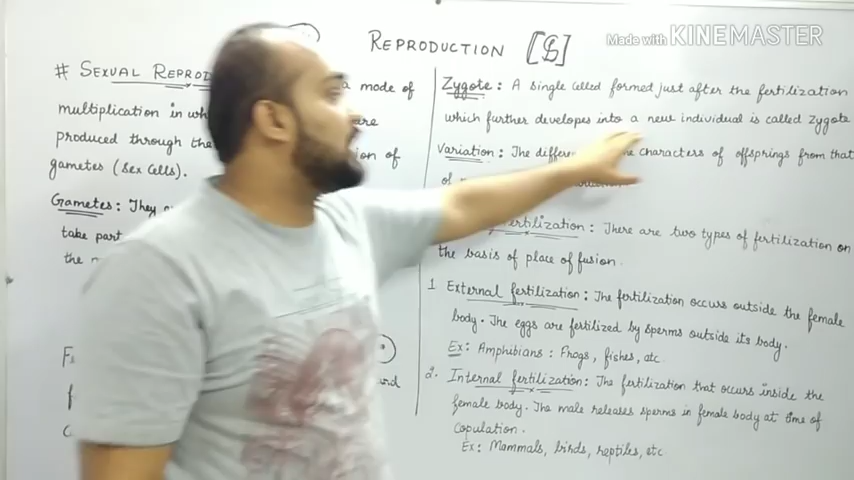 Made with KINEMASTER
REPRODUCTION
# SEXUAL REPROD
a mode of
multiplication in wh
are
produced through the
ion of
gametes (Sex Cells).
Gametes: They
take part
the
Zygote: A single celled formed just after the fertilization
which further developes into a new individual is called zygote
Variation: The differe
characters of offsprings from that
of
ertilization: There are two types of fertilization on
the basis of place of fusion.
1 External fertilization: The fertilization occurs outside the female
body. The eggs are fertilized by sperms outside its body.
Ex: Amphibians: Frogs, fishes, etc
2. Internal fertilization: The fertilization that occurs inside the
female body. The male releases sperms in female body at time of
copulation.
Ex: Mammals, birds, reptiles, etc